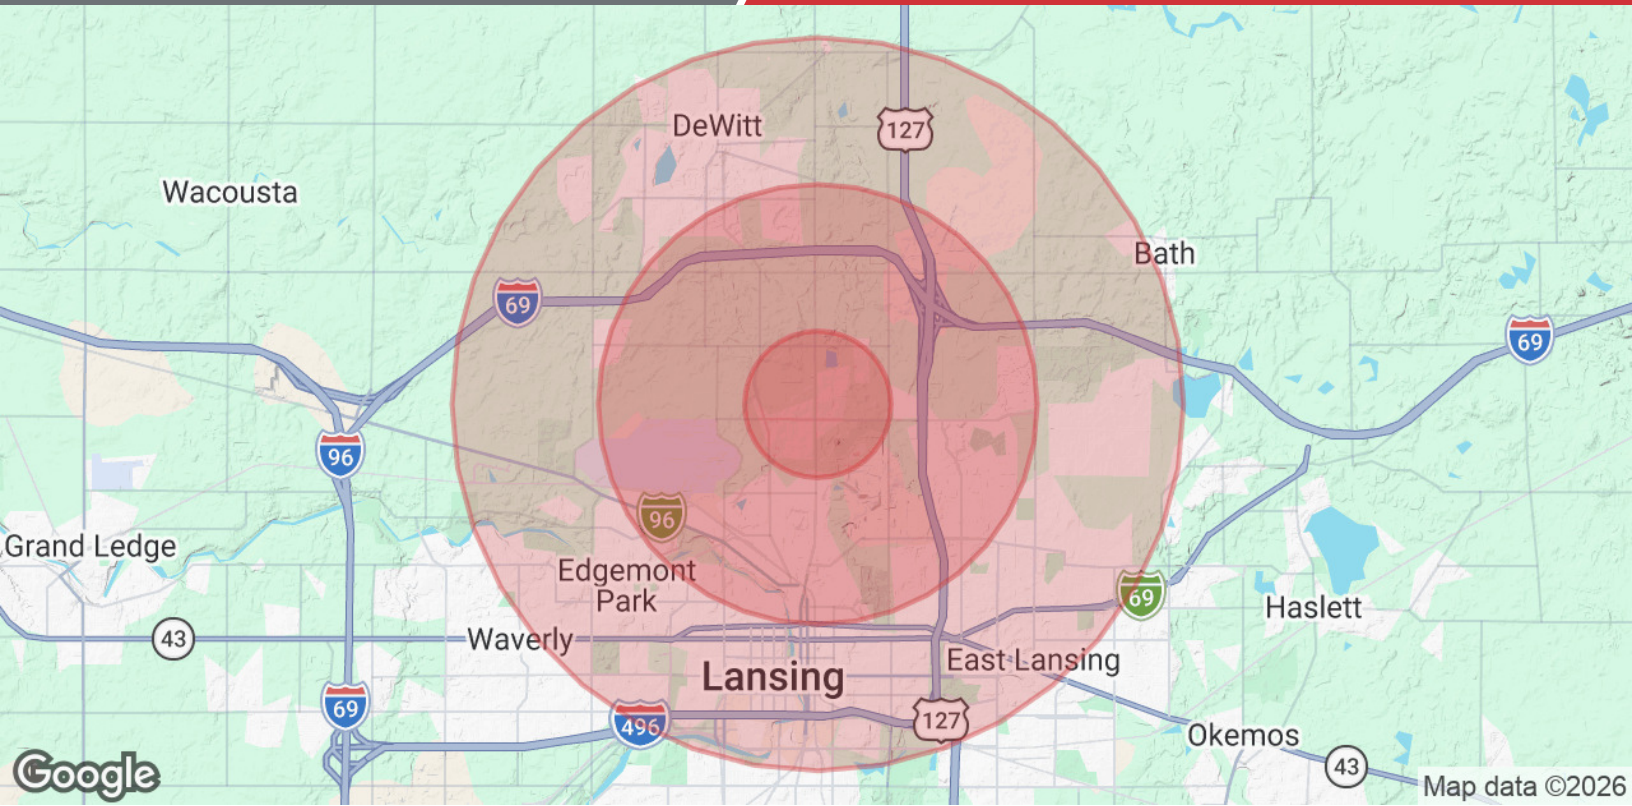 DeWitt
127
Wacousta
Bath
69
69
96
96
Grand Ledge
Edgemont
Park
69
Haslett
43
Waverly
East Lansing
Lansing
69
496
127
Okemos
43
Google
Map data ©2026